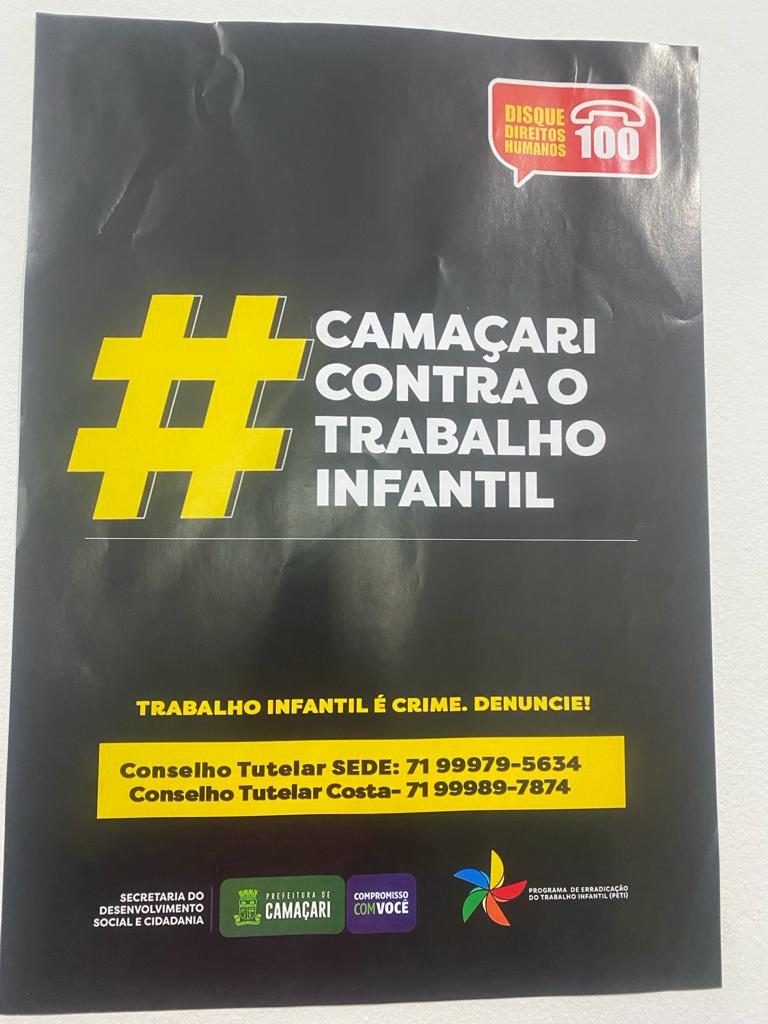 DISQUE
DIREITOS
HUMANOS
100
#
CAMAÇARI
CONTRA O
TRABALHO
INFANTIL
TRABALHO INFANTIL É CRIME. DENUNCIE!
Conselho Tutelar SEDE: 71 99979-5634
Conselho Tutelar Costa- 71 99989-7874
SECRETARIA DO
DESENVOLVIMENTO
SOCIAL E CIDADANIA
PREFEITURA DE
CAMAÇARI
COMPROMISSO
COM VOCÊ
PROGRAMA DE ERRADICAÇÃO
DO TRABALHO INFANTIL (PETI)